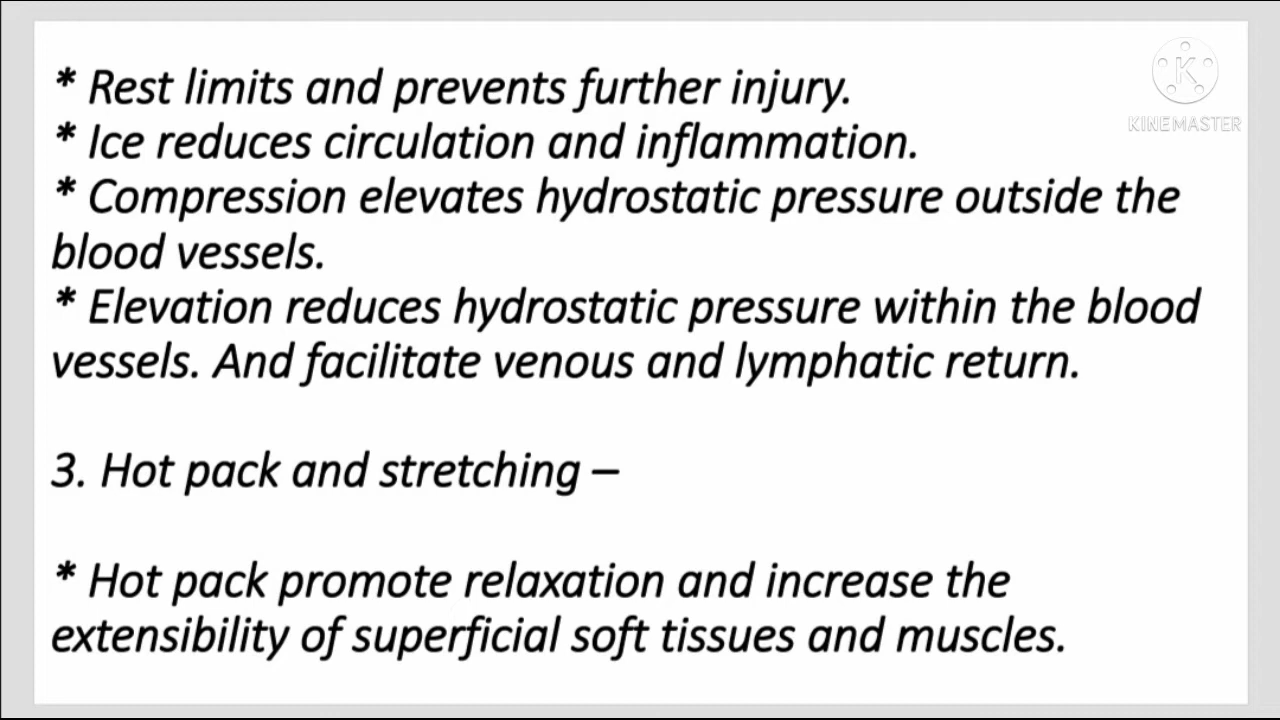 * Rest limits and prevents further injury.
* Ice reduces circulation and inflammation.
* Compression elevates hydrostatic pressure outside the
blood vessels.
* Elevation reduces hydrostatic pressure within the blood
vessels. And facilitate venous and lymphatic return.
3. Hot pack and stretching –
* Hot pack promote relaxation and increase the
extensibility of superficial soft tissues and muscles.
K
KINEMASTER